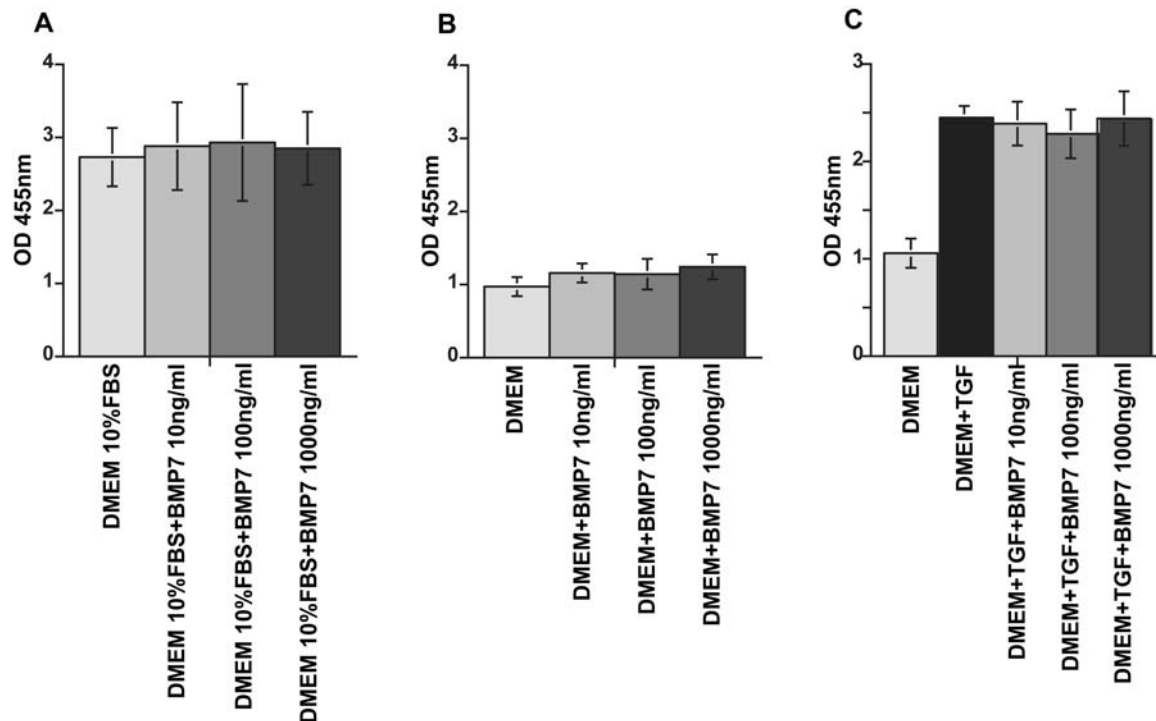 A
OD 455nm
4
3
2
1
0
DMEM 10%FBS
DMEM 10%FBS+BMP7 10ng/ml
DMEM 10%FBS+BMP7 100ng/ml
DMEM 10%FBS+BMP7 1000ng/ml
B
OD 455nm
4
3
2
1
0
DMEM
DMEM+BMP7 10ng/ml
DMEM+BMP7 100ng/ml
DMEM+BMP7 1000ng/ml
C
OD 455nm
3
2
1
0
DMEM
DMEM+TGF
DMEM+TGF+BMP7 10ng/ml
DMEM+TGF+BMP7 100ng/ml
DMEM+TGF+BMP7 1000ng/ml